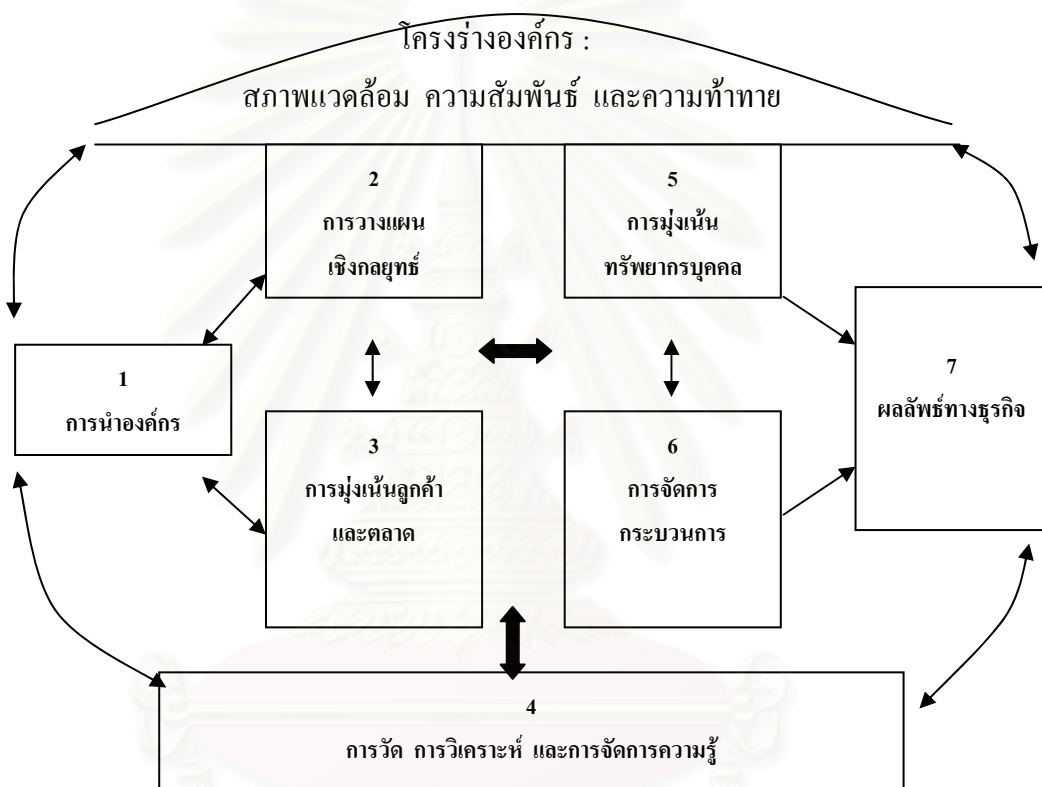 โครงร่างองค์กร :
สภาพแวดล้อม ความสัมพันธ์ และความท้าทาย
2
การวางแผน
เชิงกลยุทธ์
5
การมุ่งเน้น
ทรัพยากรบุคคล
1
การนำองค์กร
7
ผลลัพธ์ทางธุรกิจ
3
การมุ่งเน้นลูกค้า
และตลาด
6
การจัดการ
กระบวนการ
4
การวัด การวิเคราะห์ และการจัดการความรู้